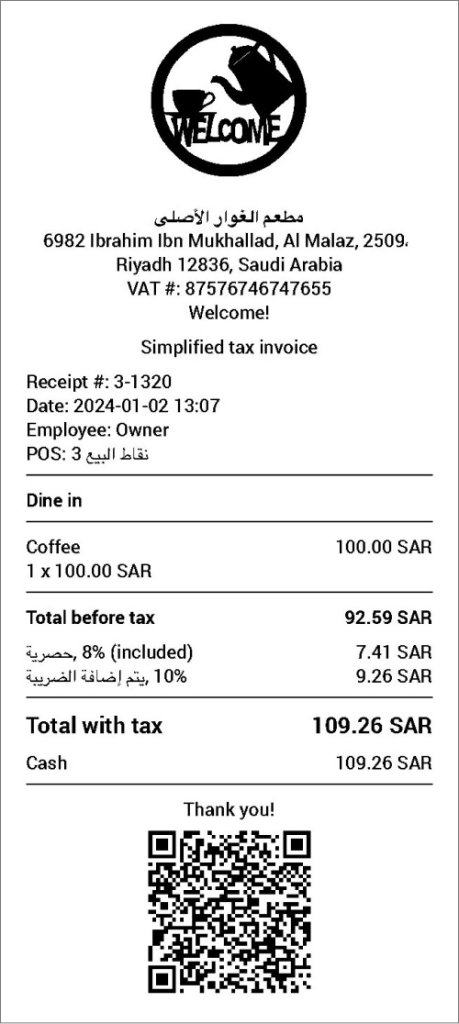 WELCOME
مطعم الغوار الأصلي
6982 Ibrahim Ibn Mukhallad, Al Malaz, 2509،
Riyadh 12836, Saudi Arabia
VAT #: 87576746747655
Welcome!
Simplified tax invoice
Receipt #: 3-1320
Date: 2024-01-02 13:07
Employee: Owner
POS: نقاط البيع 3
Dine in
Coffee 100.00 SAR
1 x 100.00 SAR
Total before tax 92.59 SAR
حصرية, 8% (included) 7.41 SAR
يتم إضافة الضريبة, 10% 9.26 SAR
Total with tax 109.26 SAR
Cash 109.26 SAR
Thank you!